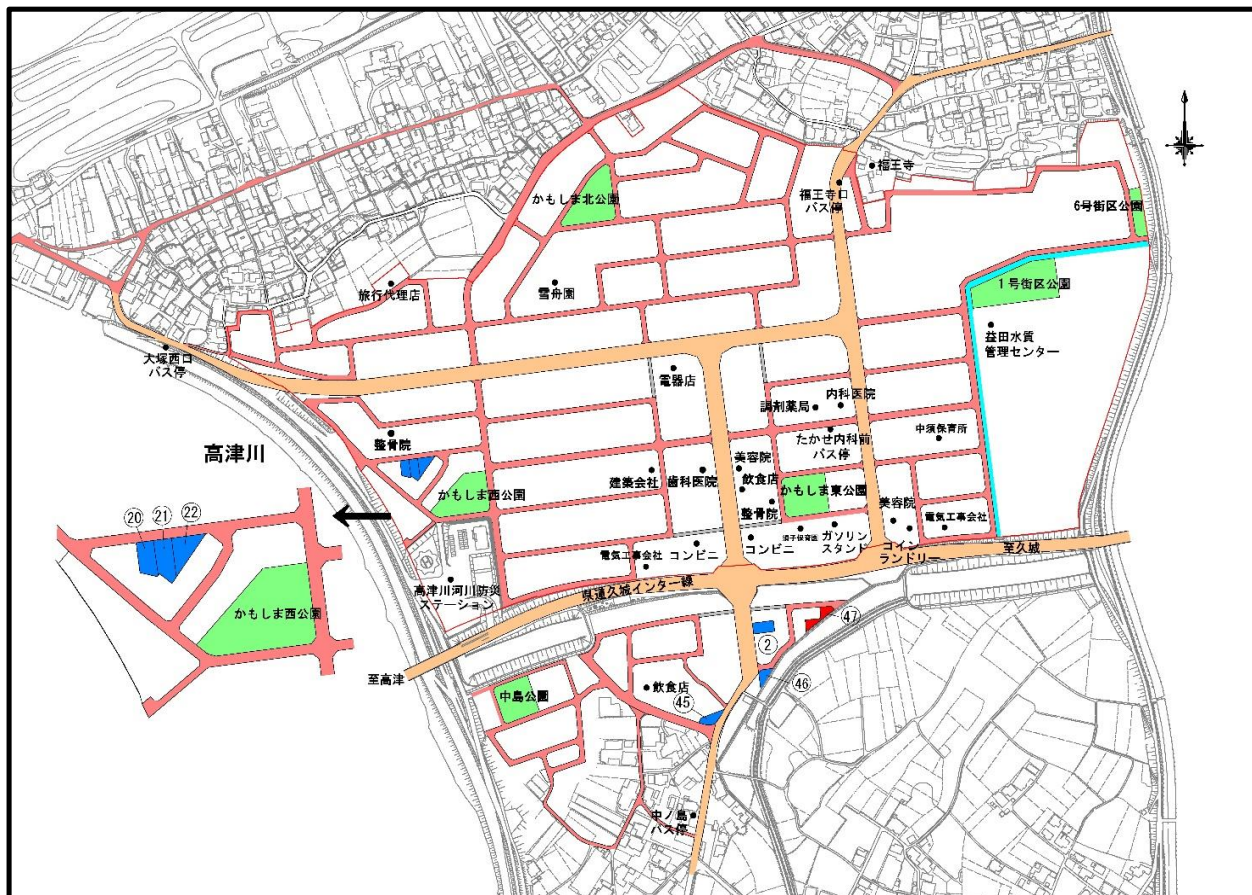 福王寺
福王寺口
バス停
かもしま北公園
6号街区公園
1号街区公園
旅行代理店
雪舟園
益田水質
管理センター
大塚西口
バス停
電器店
内科医院
調剤薬局
たかせ内科前
バス停
中須保育所
整骨院
高津川
美容院
飲食店
整骨院
建築会社
歯科医院
かもしま東公園
かもしま西公園
美容院
電気工事会社
ガソリン
スタンド
コイン
ランドリー
至久城
コンビニ
コンビニ
電気工事会社
県道久城インター線
高津川河川防災
ステーション
至高津
⑳
㉑
㉒
かもしま西公園
㊼
②
㊻
飲食店
㊺
中島公園
中ノ島
バス停